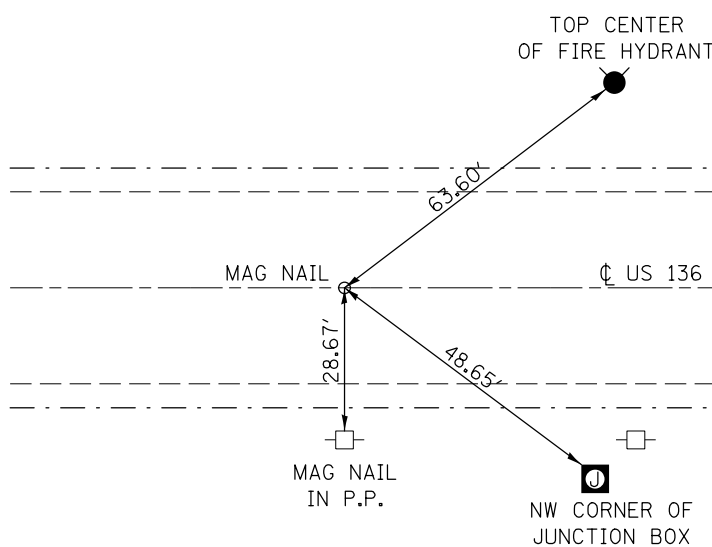 TOP CENTER
OF FIRE HYDRANT
63.60'
MAG NAIL
℄ US 136
28.67'
48.65'
MAG NAIL
IN P.P.
J
NW CORNER OF
JUNCTION BOX